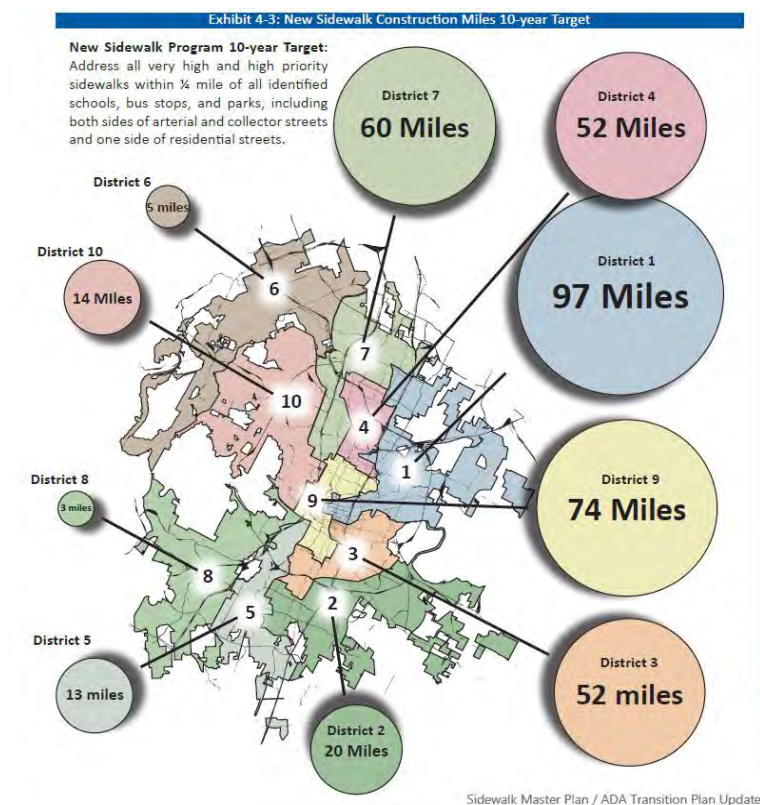 Exhibit 4-3: New Sidewalk Construction Miles 10-year Target
New Sidewalk Program 10-year Target:
Address all very high and high priority
sidewalks within ¼ mile of all identified
schools, bus stops, and parks, including
both sides of arterial and collector streets
and one side of residential streets.
District 7
60 Miles
District 4
52 Miles
District 6
5 miles
District 10
14 MIles
District 1
97 Miles
6
7
10
4
1
District 8
3 miles
9
District 9
74 Miles
3
8
2
5
District 5
13 miles
District 3
52 miles
District 2
20 Miles
Sidewalk Master Plan / ADA Transition Plan Update